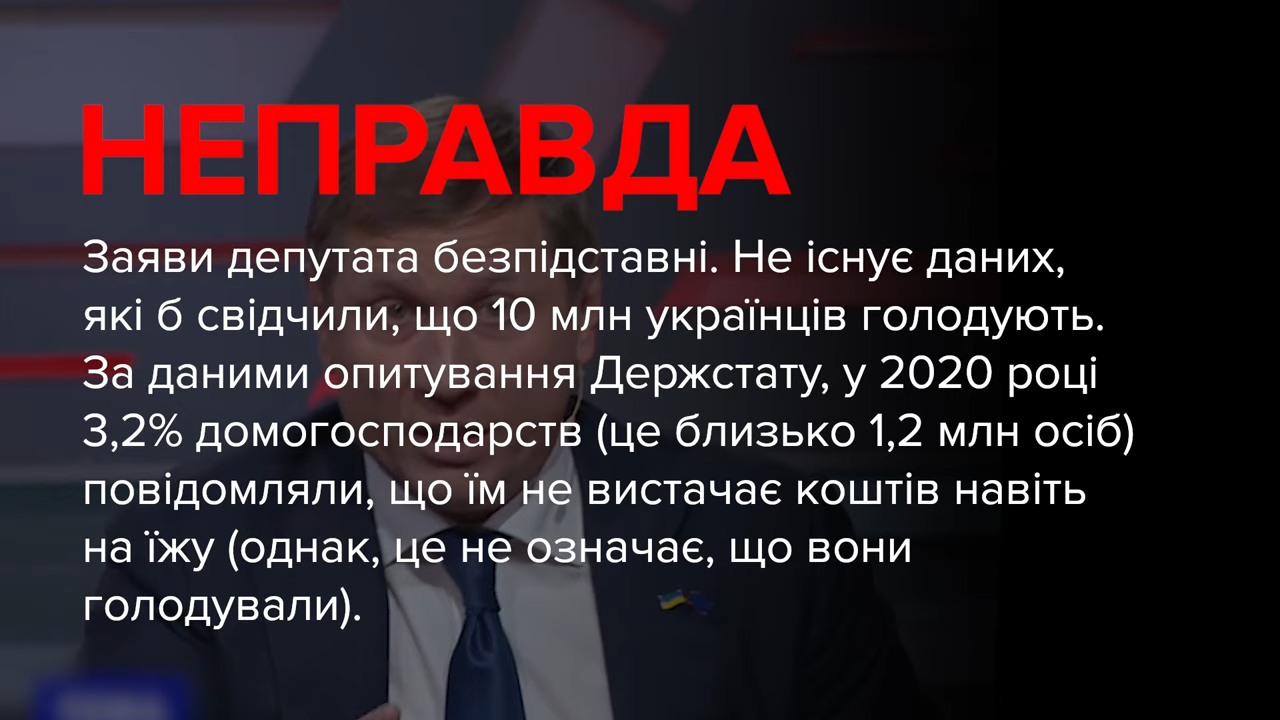 НЕПРАВДА
Заяви депутата безпідставні. Не існує даних,
які б свідчили, що 10 млн українців голодують.
За даними опитування Держстату, у 2020 році
3,2% домогосподарств (це близько 1,2 млн осіб)
повідомляли, що їм не вистачає коштів навіть
на їжу (однак, це не означає, що вони
голодували).